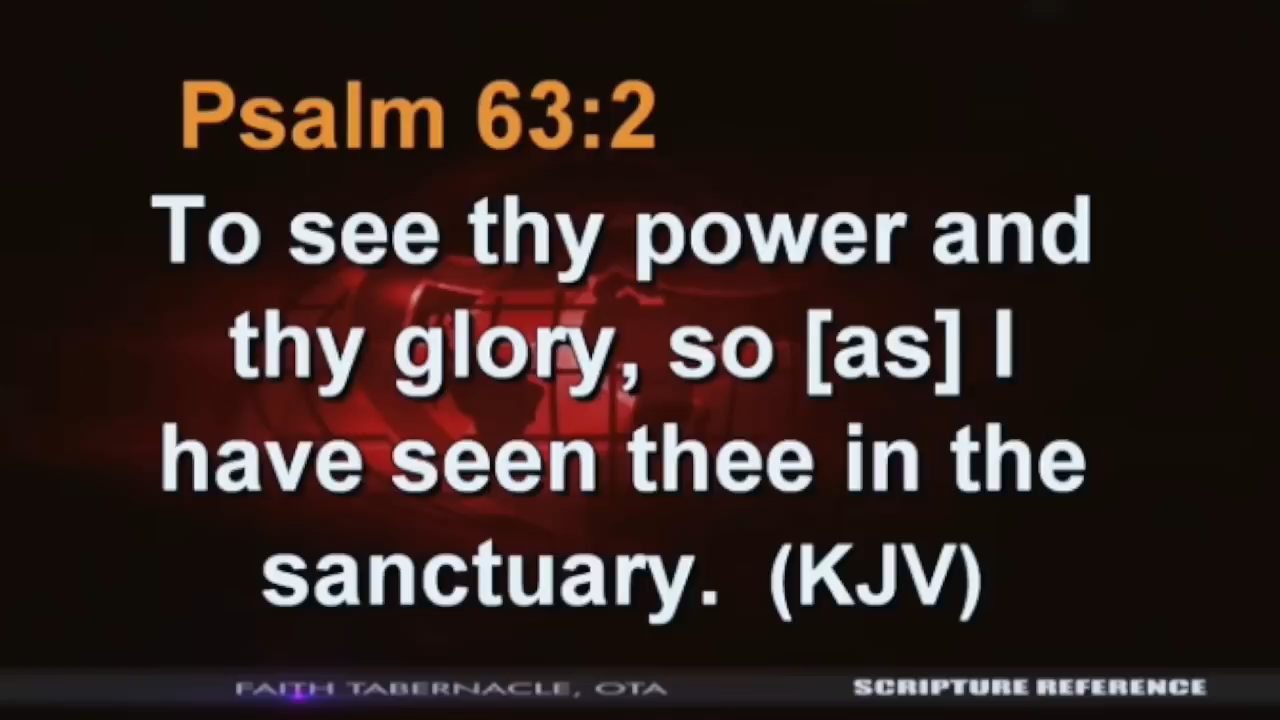 Psalm 63:2
To see thy power and
thy glory, so [as] I
have seen thee in the
sanctuary. (KJV)
FAITH TABERNACLE, OTA
SCRIPTURE REFERENCE